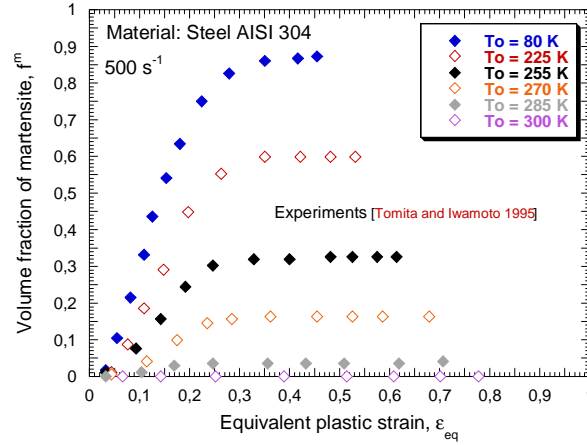 Material: Steel AISI 304
500 s⁻¹
To = 80 K
To = 225 K
To = 255 K
To = 270 K
To = 285 K
To = 300 K
Experiments [Tomita and Iwamoto 1995]
Volume fraction of martensite, fᵐ
1
0,9
0,8
0,7
0,6
0,5
0,4
0,3
0,2
0,1
0
0 0,1 0,2 0,3 0,4 0,5 0,6 0,7 0,8 0,9 1
Equivalent plastic strain, εeq